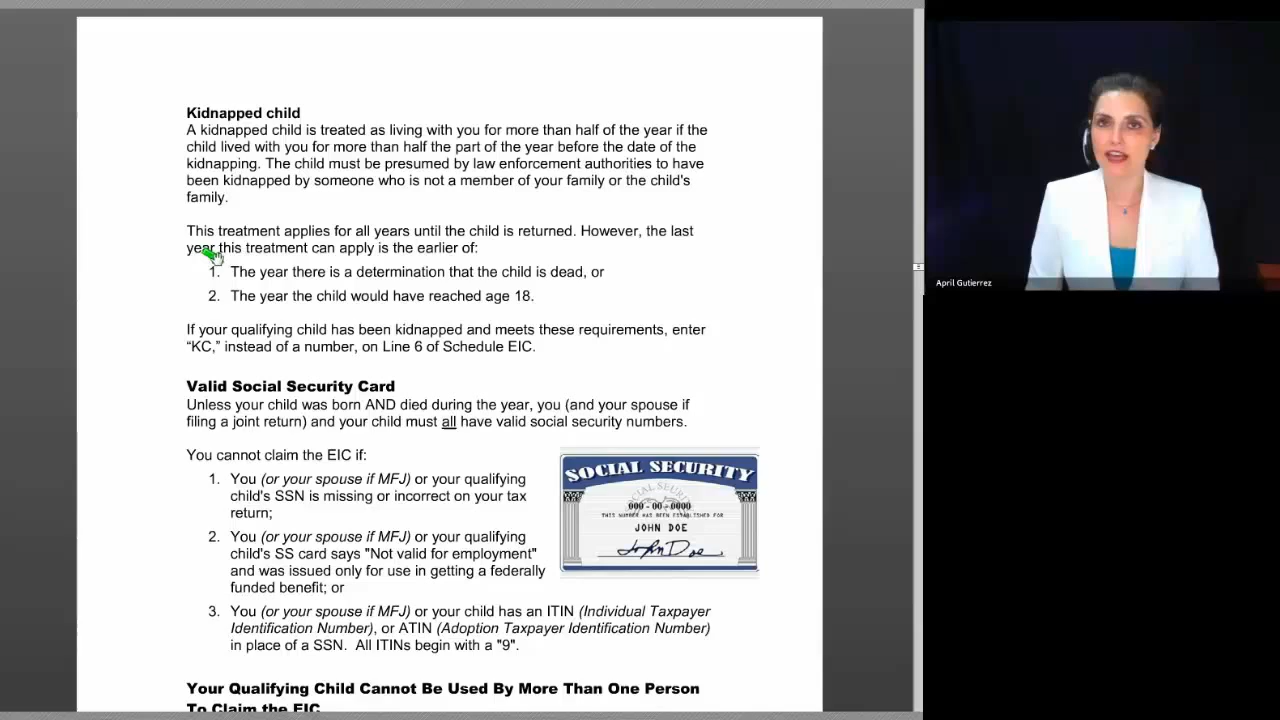 Kidnapped child
A kidnapped child is treated as living with you for more than half of the year if the
child lived with you for more than half the part of the year before the date of the
kidnapping. The child must be presumed by law enforcement authorities to have
been kidnapped by someone who is not a member of your family or the child's
family.
This treatment applies for all years until the child is returned. However, the last
year this treatment can apply is the earlier of:
1. The year there is a determination that the child is dead, or
2. The year the child would have reached age 18.
If your qualifying child has been kidnapped and meets these requirements, enter
“KC,” instead of a number, on Line 6 of Schedule EIC.
Valid Social Security Card
Unless your child was born AND died during the year, you (and your spouse if
filing a joint return) and your child must all have valid social security numbers.
You cannot claim the EIC if:
1. You (or your spouse if MFJ) or your qualifying
child's SSN is missing or incorrect on your tax
return;
2. You (or your spouse if MFJ) or your qualifying
child's SS card says "Not valid for employment"
and was issued only for use in getting a federally
funded benefit; or
3. You (or your spouse if MFJ) or your child has an ITIN (Individual Taxpayer
Identification Number), or ATIN (Adoption Taxpayer Identification Number)
in place of a SSN. All ITINs begin with a "9".
SOCIAL SECURITY
000-00-0000
THIS NUMBER HAS BEEN ESTABLISHED FOR
JOHN DOE
John Doe
Your Qualifying Child Cannot Be Used By More Than One Person
To Claim the EIC
April Gutierrez